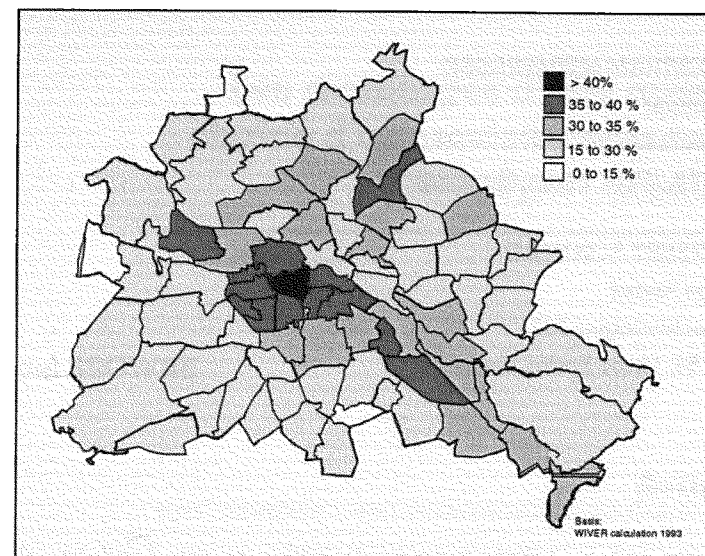 > 40%
35 to 40 %
30 to 35 %
15 to 30 %
0 to 15 %
Basis:
WIVER calculation 1993